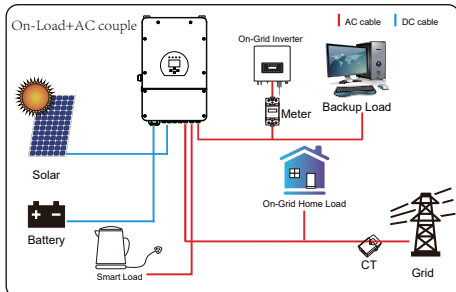 On-Load+AC couple
AC cable
DC cable
On-Grid Inverter
Meter
Backup Load
Solar
On-Grid Home Load
Battery
Smart Load
CT
Grid